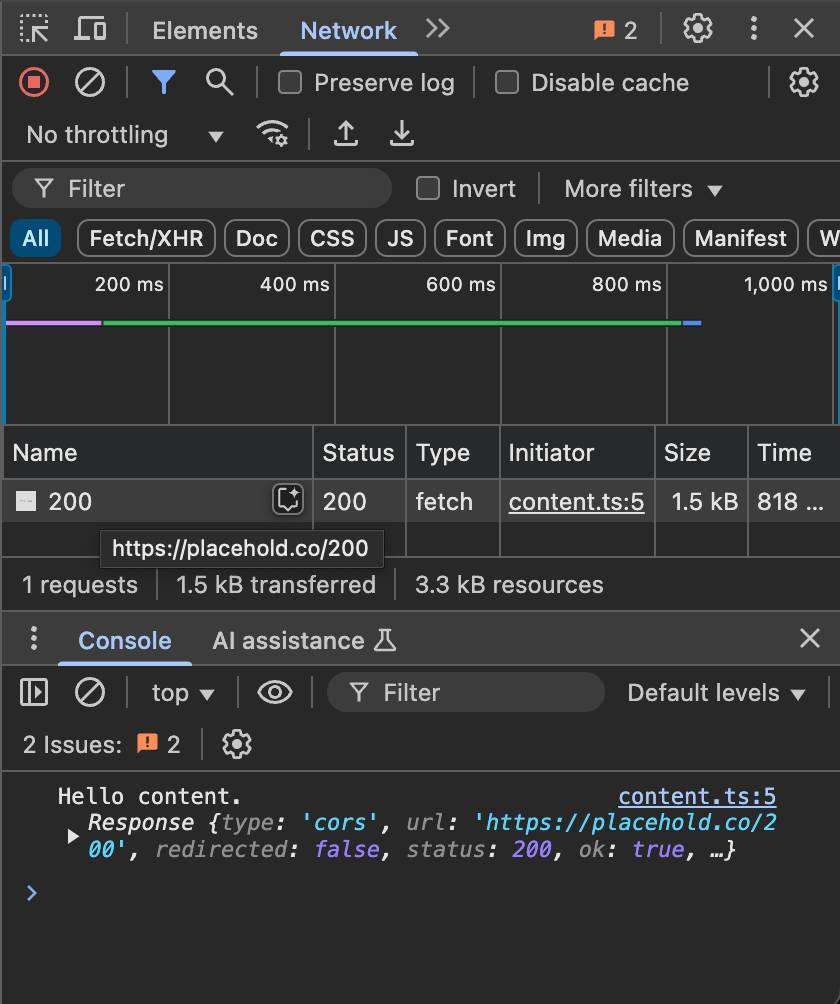 Elements Network 2
Preserve log Disable cache
No throttling
Filter Invert More filters
All Fetch/XHR Doc CSS JS Font Img Media Manifest W
200 ms 400 ms 600 ms 800 ms 1,000 ms
Name Status Type Initiator Size Time
200 200 fetch content.ts:5 1.5 kB 818 ...
https://placehold.co/200
1 requests 1.5 kB transferred 3.3 kB resources
Console AI assistance
top Filter Default levels
2 Issues: 2
Hello content. content.ts:5
Response {type: 'cors', url: 'https://placehold.co/2
00', redirected: false, status: 200, ok: true, …}